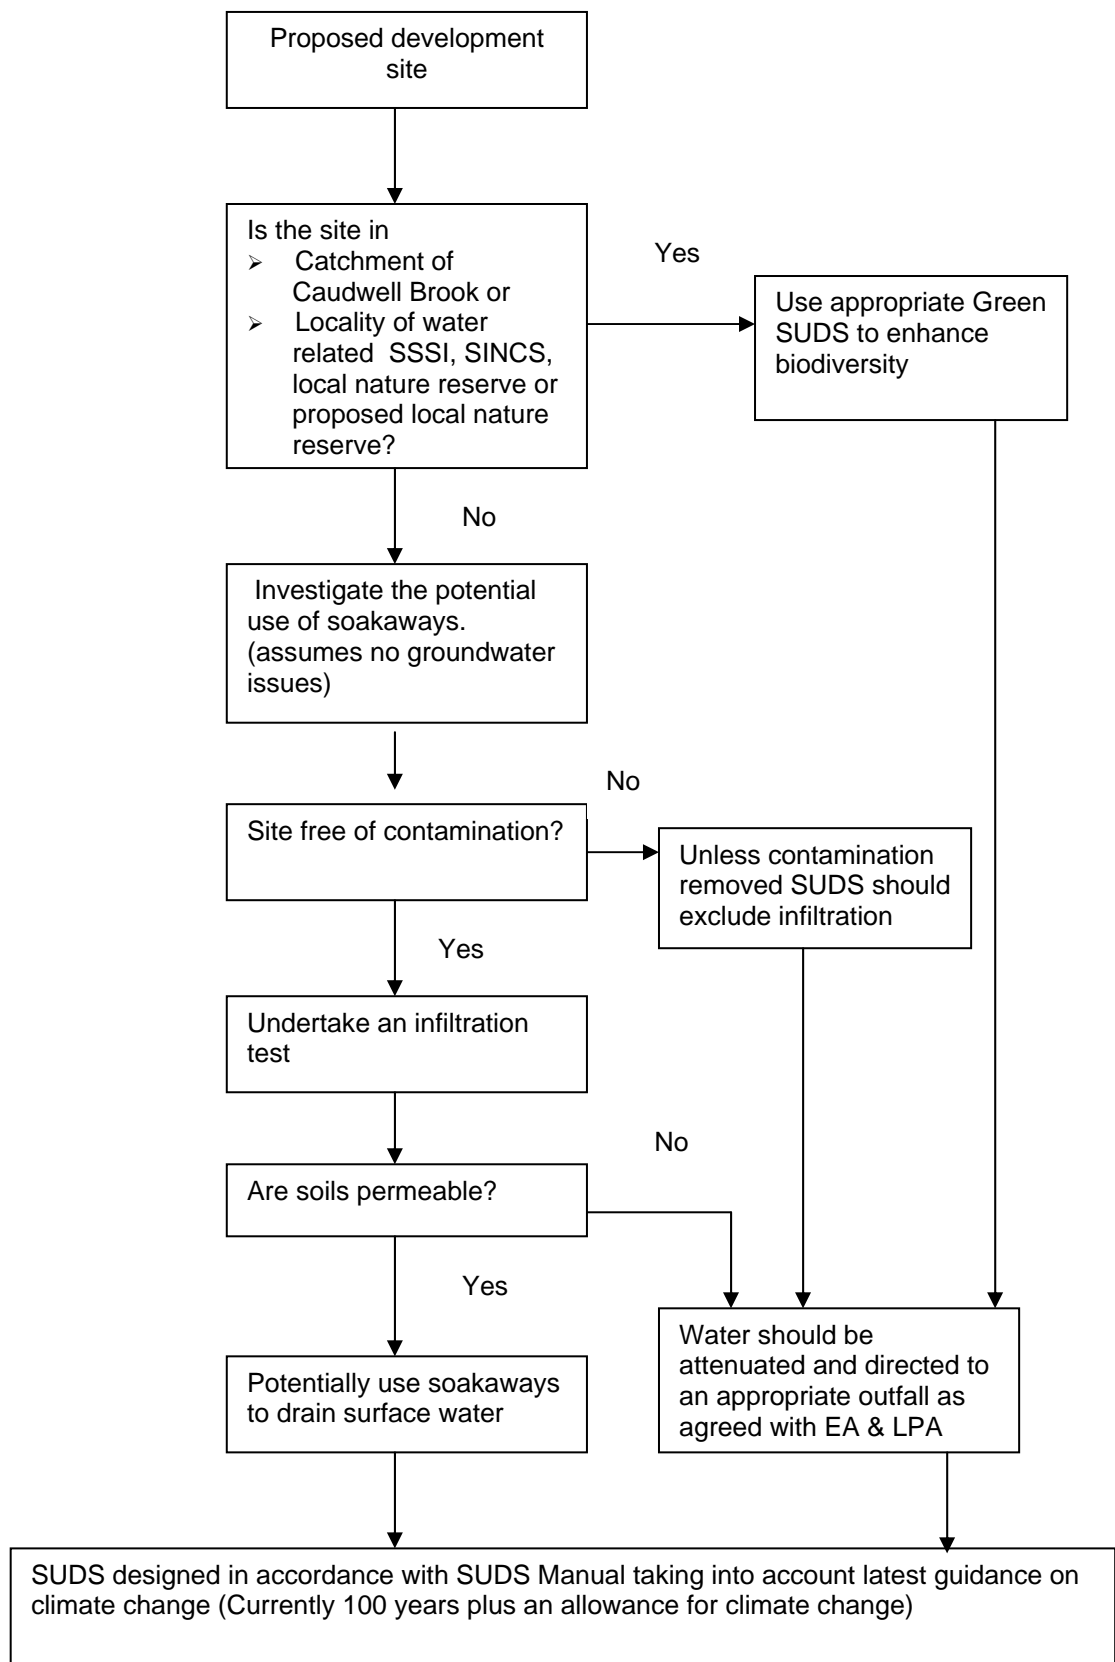 Proposed development
site
Is the site in
➢ Catchment of
Caudwell Brook or
➢ Locality of water
related SSSI, SINCS,
local nature reserve or
proposed local nature
reserve?
Yes
Use appropriate Green
SUDS to enhance
biodiversity
No
Investigate the potential
use of soakaways.
(assumes no groundwater
issues)
No
Site free of contamination?
Unless contamination
removed SUDS should
exclude infiltration
Yes
Undertake an infiltration
test
No
Are soils permeable?
Yes
Water should be
attenuated and directed to
an appropriate outfall as
agreed with EA & LPA
Potentially use soakaways
to drain surface water
SUDS designed in accordance with SUDS Manual taking into account latest guidance on
climate change (Currently 100 years plus an allowance for climate change)